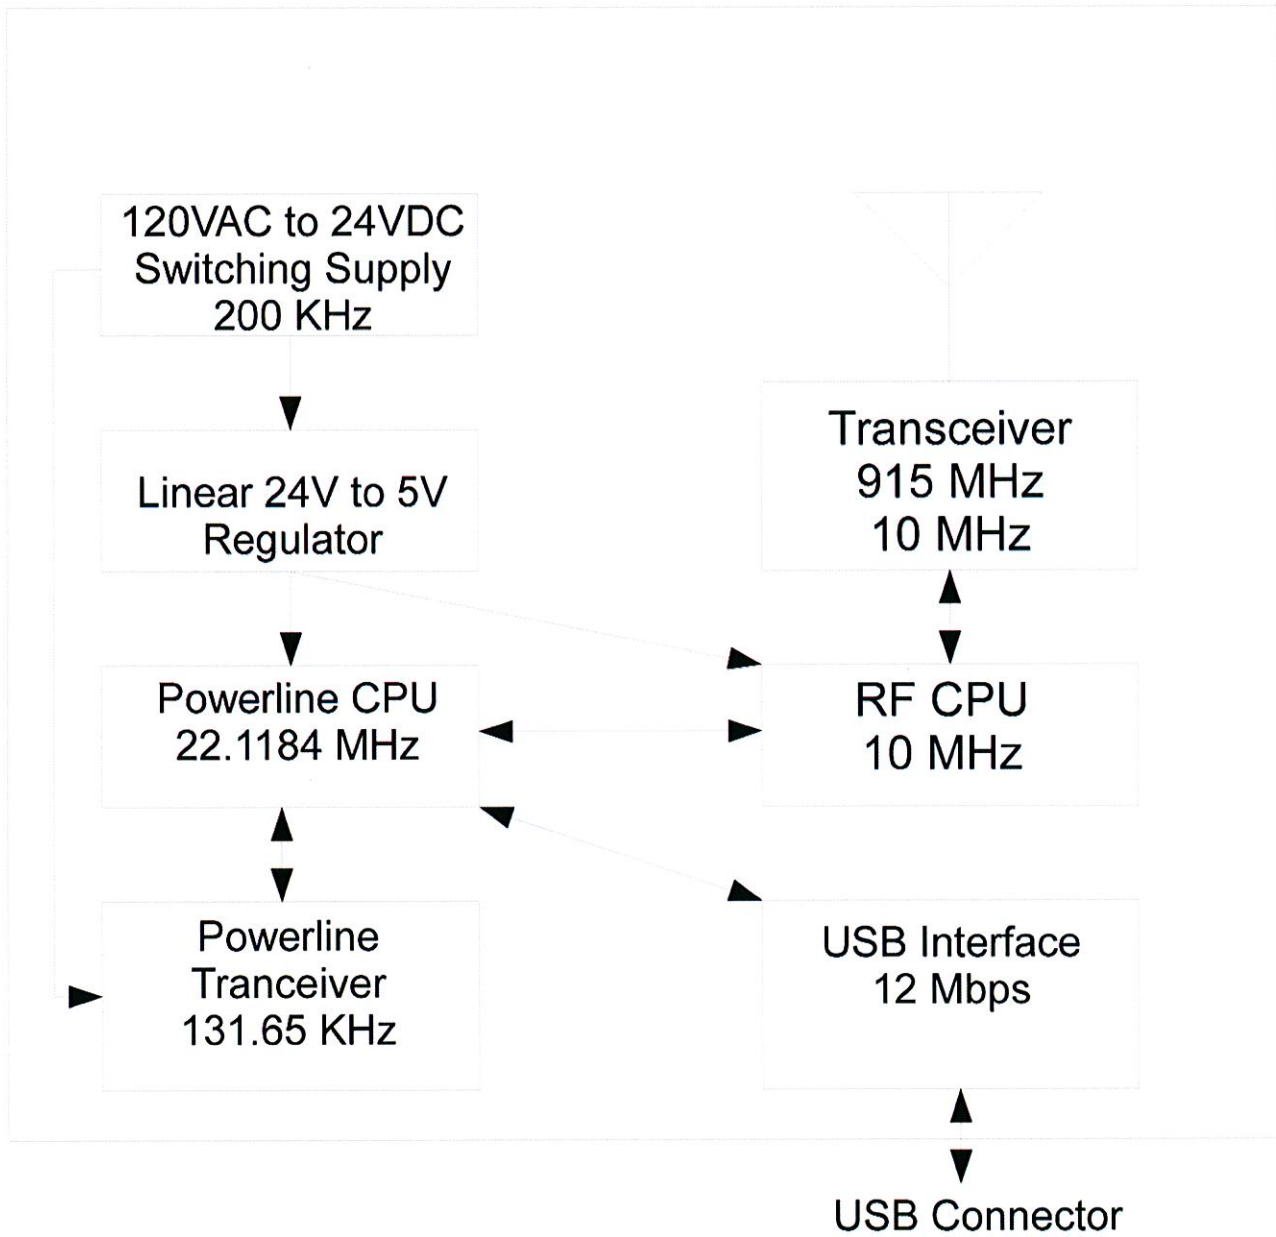 120VAC to 24VDC
Switching Supply
200 KHz
Linear 24V to 5V
Regulator
Transceiver
915 MHz
10 MHz
Powerline CPU
22.1184 MHz
RF CPU
10 MHz
Powerline
Tranceiver
131.65 KHz
USB Interface
12 Mbps
USB Connector